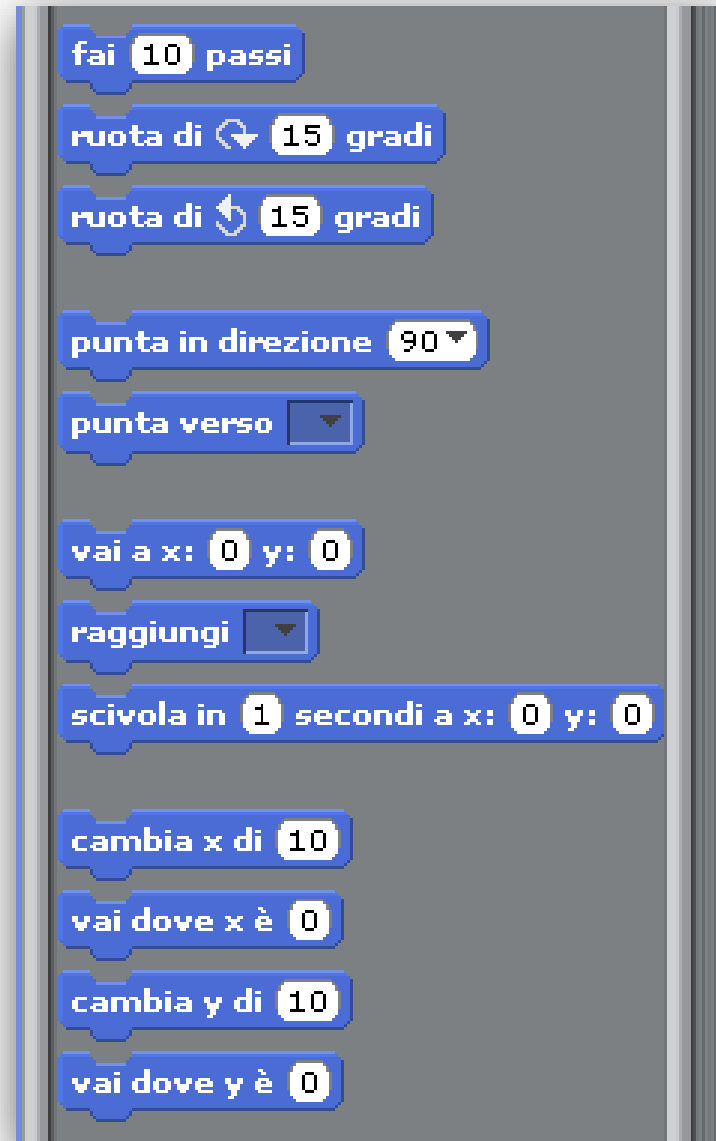 fai 10 passi
ruota di 15 gradi
ruota di 15 gradi
punta in direzione 90
punta verso
vai a x: 0 y: 0
raggiungi
scivola in 1 secondi a x: 0 y: 0
cambia x di 10
vai dove x è 0
cambia y di 10
vai dove y è 0